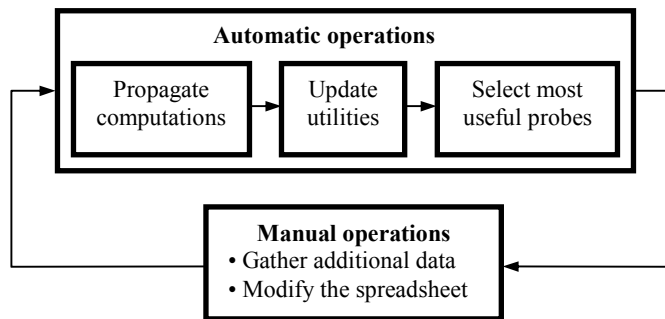 Automatic operations
Propagate
computations
Update
utilities
Select most
useful probes
Manual operations
• Gather additional data
• Modify the spreadsheet